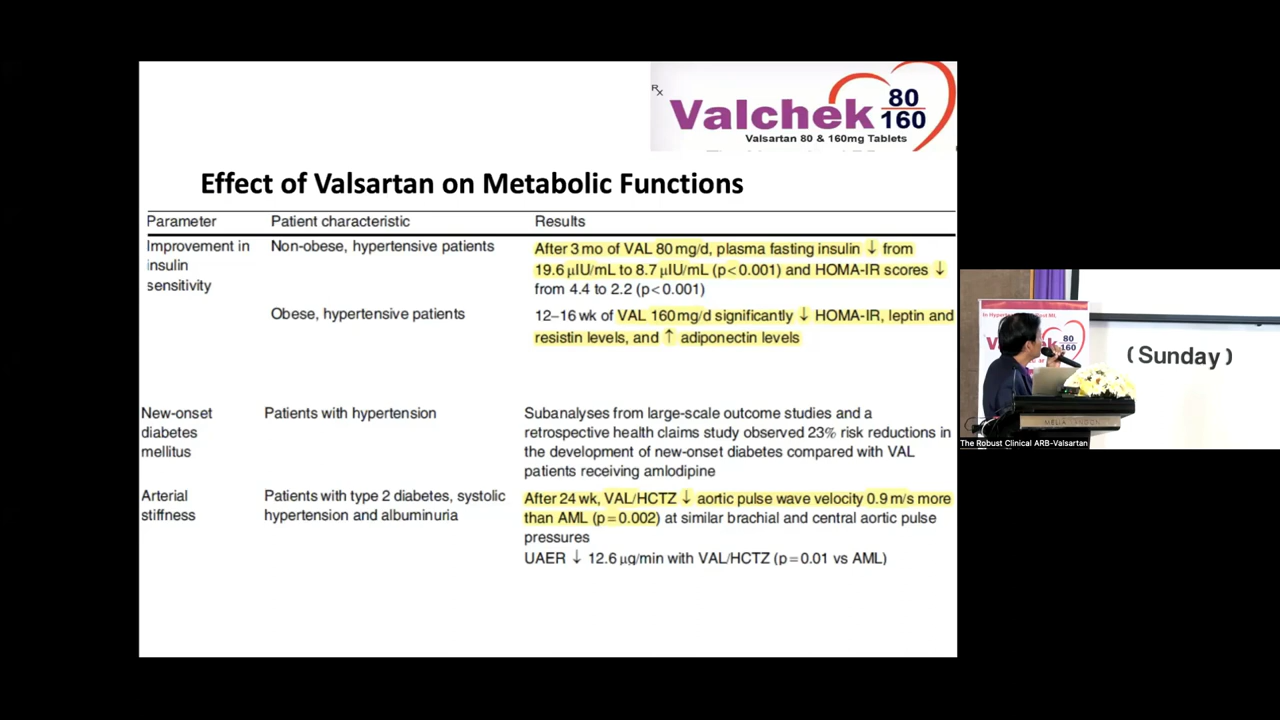 Rx
Valchek 80
160
Valsartan 80 & 160mg Tablets
Effect of Valsartan on Metabolic Functions
Parameter Patient characteristic Results
Improvement in insulin sensitivity
Non-obese, hypertensive patients
After 3 mo of VAL 80 mg/d, plasma fasting insulin ↓ from
19.6 μIU/mL to 8.7 μIU/mL (p<0.001) and HOMA-IR scores ↓
from 4.4 to 2.2 (p<0.001)
Obese, hypertensive patients
12–16 wk of VAL 160 mg/d significantly ↓ HOMA-IR, leptin and
resistin levels, and ↑ adiponectin levels
New-onset
diabetes
mellitus
Patients with hypertension
Subanalyses from large-scale outcome studies and a
retrospective health claims study observed 23% risk reductions in
the development of new-onset diabetes compared with VAL
patients receiving amlodipine
Arterial
stiffness
Patients with type 2 diabetes, systolic
hypertension and albuminuria
After 24 wk, VAL/HCTZ ↓ aortic pulse wave velocity 0.9 m/s more
than AML (p=0.002) at similar brachial and central aortic pulse
pressures
UAER ↓ 12.6 μg/min with VAL/HCTZ (p=0.01 vs AML)
In Hypertens
80
160
(Sunday)
The Robust Clinical ARB-Valsartan